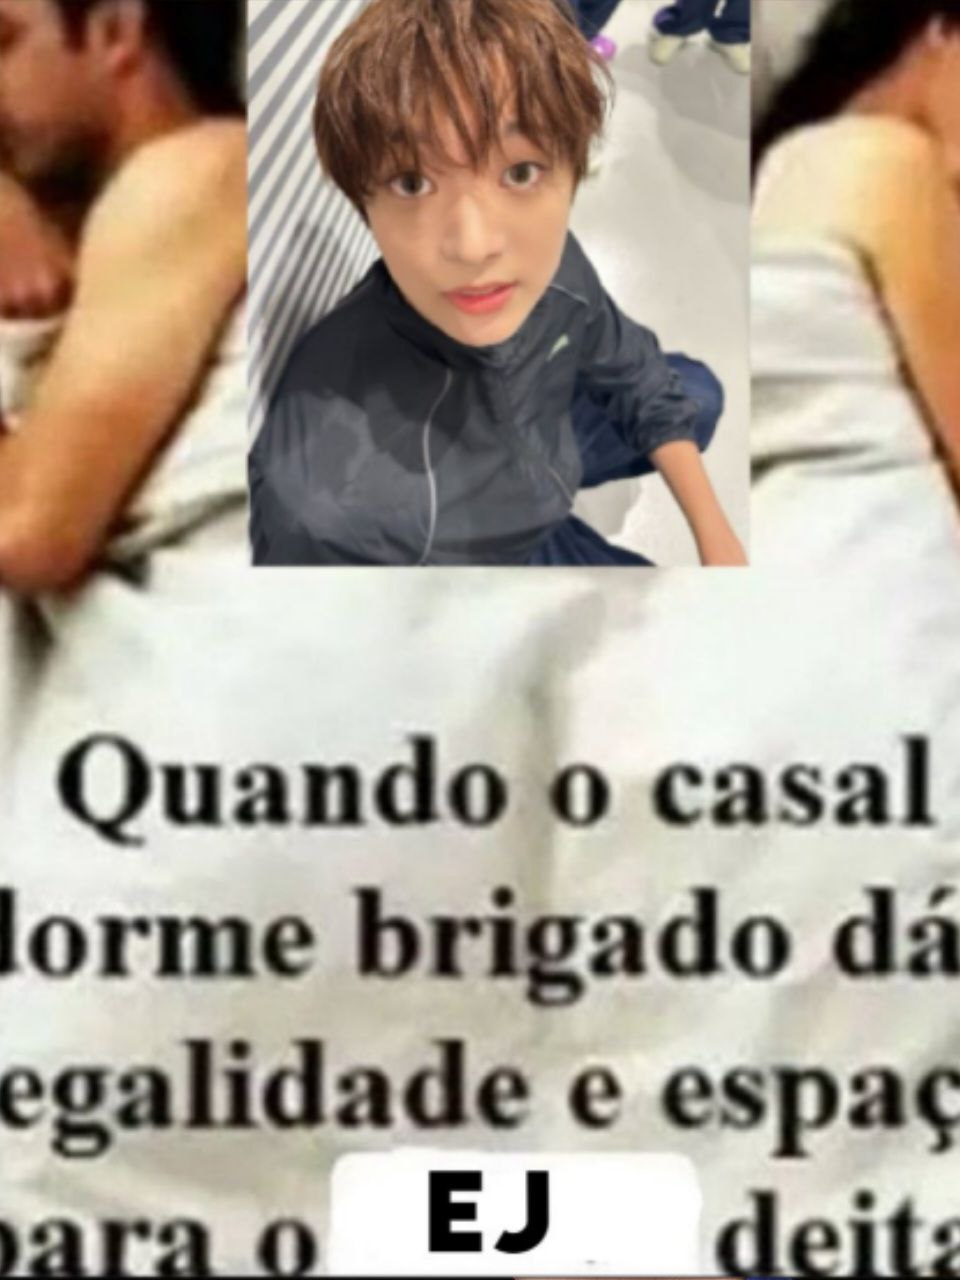 Quando o casal
dorme brigado dá
egalidade e espaç
para o EJ deita